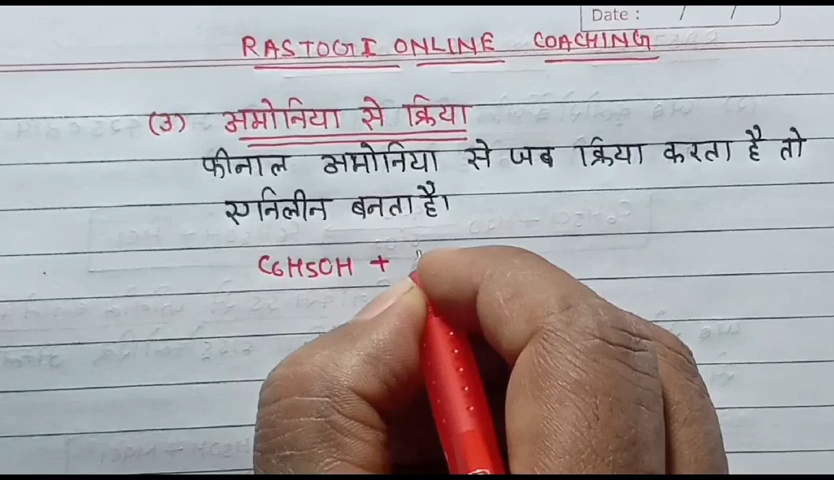 Date : / /
RASTOGI ONLINE COACHING
(3) अमोनिया से क्रिया
फीनाल अमोनिया से जब क्रिया करता है तो
एनिलीन बनता है।
C6H5OH +